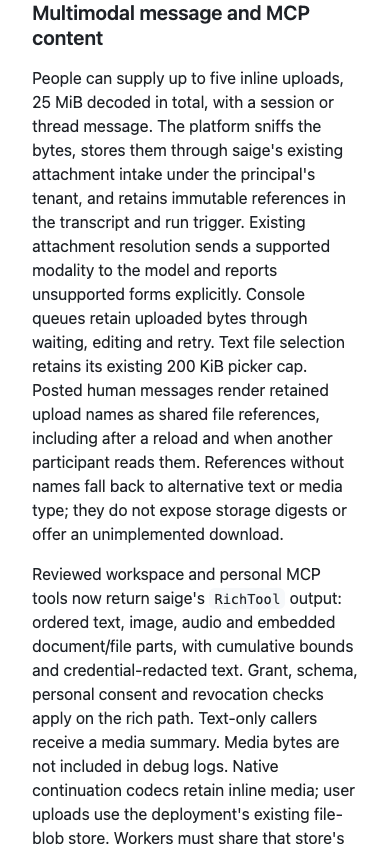 Multimodal message and MCP
content
People can supply up to five inline uploads,
25 MiB decoded in total, with a session or
thread message. The platform sniffs the
bytes, stores them through saige's existing
attachment intake under the principal's
tenant, and retains immutable references in
the transcript and run trigger. Existing
attachment resolution sends a supported
modality to the model and reports
unsupported forms explicitly. Console
queues retain uploaded bytes through
waiting, editing and retry. Text file selection
retains its existing 200 KiB picker cap.
Posted human messages render retained
upload names as shared file references,
including after a reload and when another
participant reads them. References without
names fall back to alternative text or media
type; they do not expose storage digests or
offer an unimplemented download.
Reviewed workspace and personal MCP
tools now return saige's RichTool output:
ordered text, image, audio and embedded
document/file parts, with cumulative bounds
and credential-redacted text. Grant, schema,
personal consent and revocation checks
apply on the rich path. Text-only callers
receive a media summary. Media bytes are
not included in debug logs. Native
continuation codecs retain inline media; user
uploads use the deployment's existing file-
blob store. Workers must share that store's